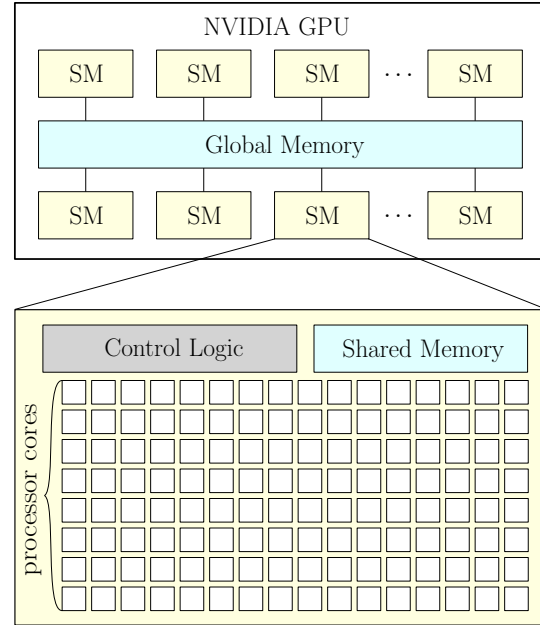 NVIDIA GPU
SM SM SM ··· SM
Global Memory
SM SM SM ··· SM
Control Logic Shared Memory
processor cores